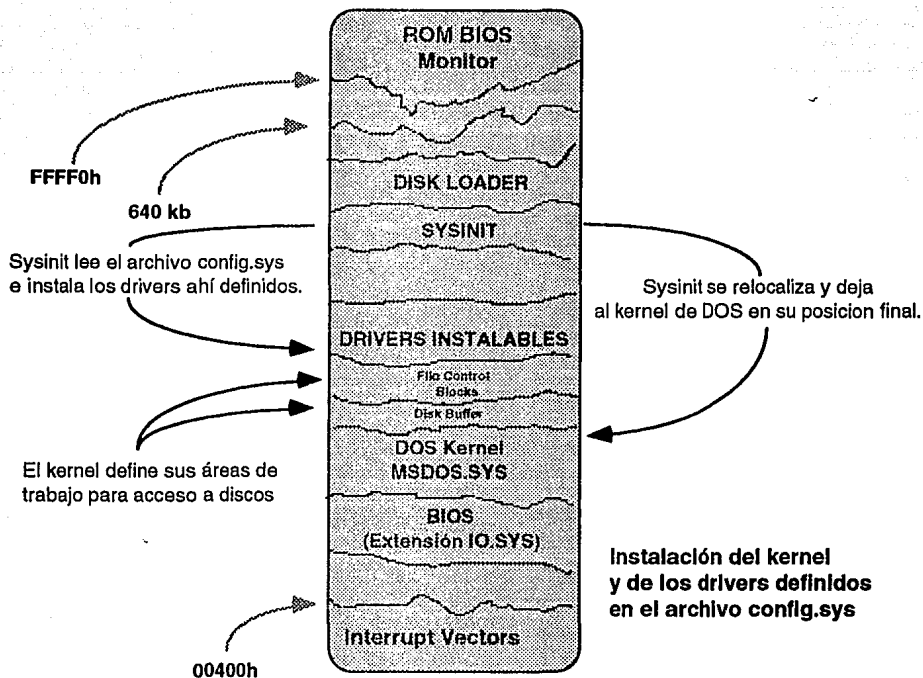 ROM BIOS
Monitor
FFFF0h
640 kb
DISK LOADER
SYSINIT
Sysinit lee el archivo config.sys
e instala los drivers ahí definidos.
Sysinit se relocaliza y deja
al kernel de DOS en su posicion final.
DRIVERS INSTALABLES
File Control
Blocks
Disk Buffer
El kernel define sus áreas de
trabajo para acceso a discos
DOS Kernel
MSDOS.SYS
BIOS
(Extensión IO.SYS)
Instalación del kernel
y de los drivers definidos
en el archivo config.sys
Interrupt Vectors
00400h